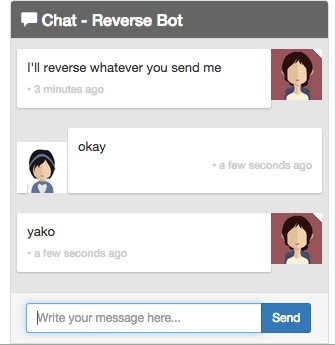 Chat - Reverse Bot
I'll reverse whatever you send me
• 3 minutes ago
okay
• a few seconds ago
yako
• a few seconds ago
Write your message here...
Send